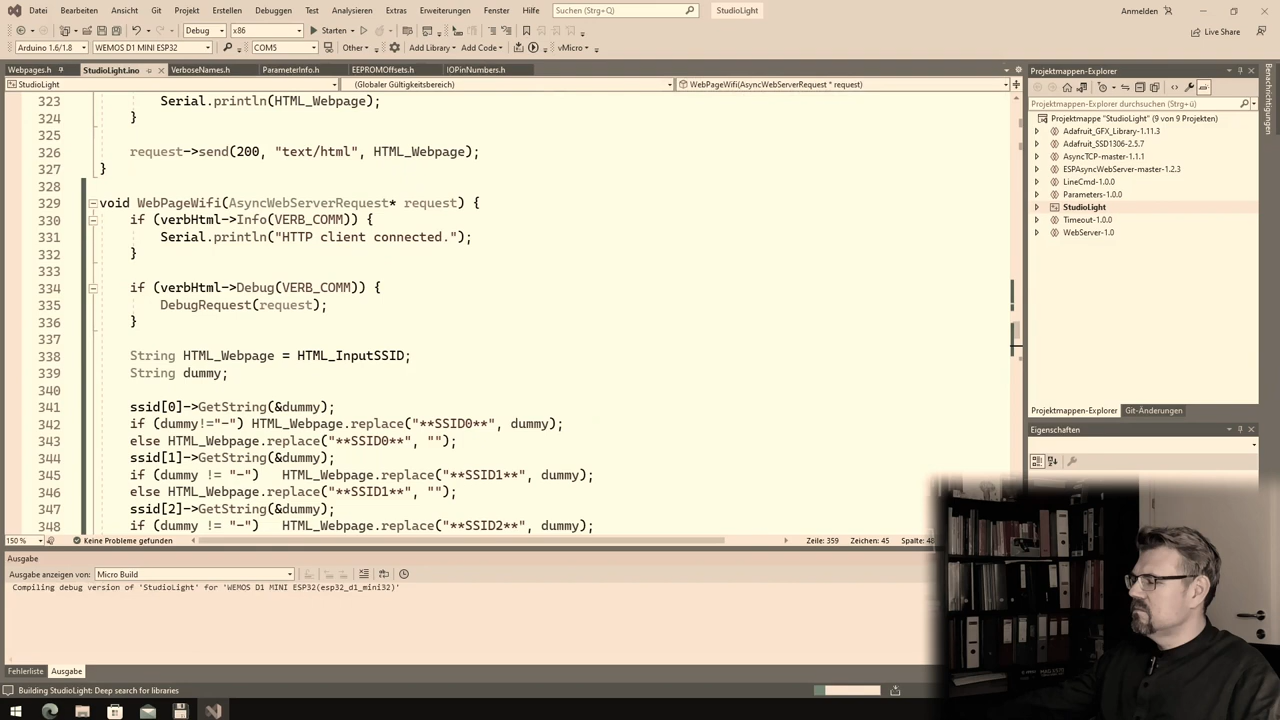 Datei Bearbeiten Ansicht Git Projekt Erstellen Debuggen Test Analysieren Extras Erweiterungen Fenster Hilfe Suchen (Strg+Q) StudioLight Anmelden
Debug x86 Starten Live Share
Arduino 1.6/1.8 WEMOS D1 MINI ESP32 COM5 Other Add Library Add Code vMicro
Webpages.h StudioLight.ino VerboseNames.h ParameterInfo.h EEPROMOffsets.h IOPinNumbers.h
StudioLight (Globaler Gültigkeitsbereich) WebPageWifi(AsyncWebServerRequest * request)
323 Serial.println(HTML_Webpage);
324 }
325
326 request->send(200, "text/html", HTML_Webpage);
327 }
328
329 void WebPageWifi(AsyncWebServerRequest* request) {
330 if (verbHtml->Info(VERB_COMM)) {
331 Serial.println("HTTP client connected.");
332 }
333
334 if (verbHtml->Debug(VERB_COMM)) {
335 DebugRequest(request);
336 }
337
338 String HTML_Webpage = HTML_InputSSID;
339 String dummy;
340
341 ssid[0]->GetString(&dummy);
342 if (dummy!="-") HTML_Webpage.replace("**SSID0**", dummy);
343 else HTML_Webpage.replace("**SSID0**", "");
344 ssid[1]->GetString(&dummy);
345 if (dummy != "-") HTML_Webpage.replace("**SSID1**", dummy);
346 else HTML_Webpage.replace("**SSID1**", "");
347 ssid[2]->GetString(&dummy);
348 if (dummy != "-") HTML_Webpage.replace("**SSID2**", dummy);
150 % Keine Probleme gefunden Zeile: 359 Zeichen: 45 Spalte: 48
Ausgabe
Ausgabe anzeigen von: Micro Build
Compiling debug version of 'StudioLight' for 'WEMOS D1 MINI ESP32(esp32_d1_mini32)'
Fehlerliste Ausgabe
Building StudioLight: Deep search for libraries
Projektmappen-Explorer
Projektmappen-Explorer durchsuchen (Strg+ü)
Projektmappe "StudioLight" (9 von 9 Projekten)
Adafruit_GFX_Library-1.11.3
Adafruit_SSD1306-2.5.7
AsyncTCP-master-1.1.1
ESPAsyncWebServer-master-1.2.3
LineCmd-1.0.0
Parameters-1.0.0
StudioLight
Timeout-1.0.0
WebServer-1.0
Projektmappen-Explorer Git-Änderungen
Eigenschaften
Benachrichtigungen